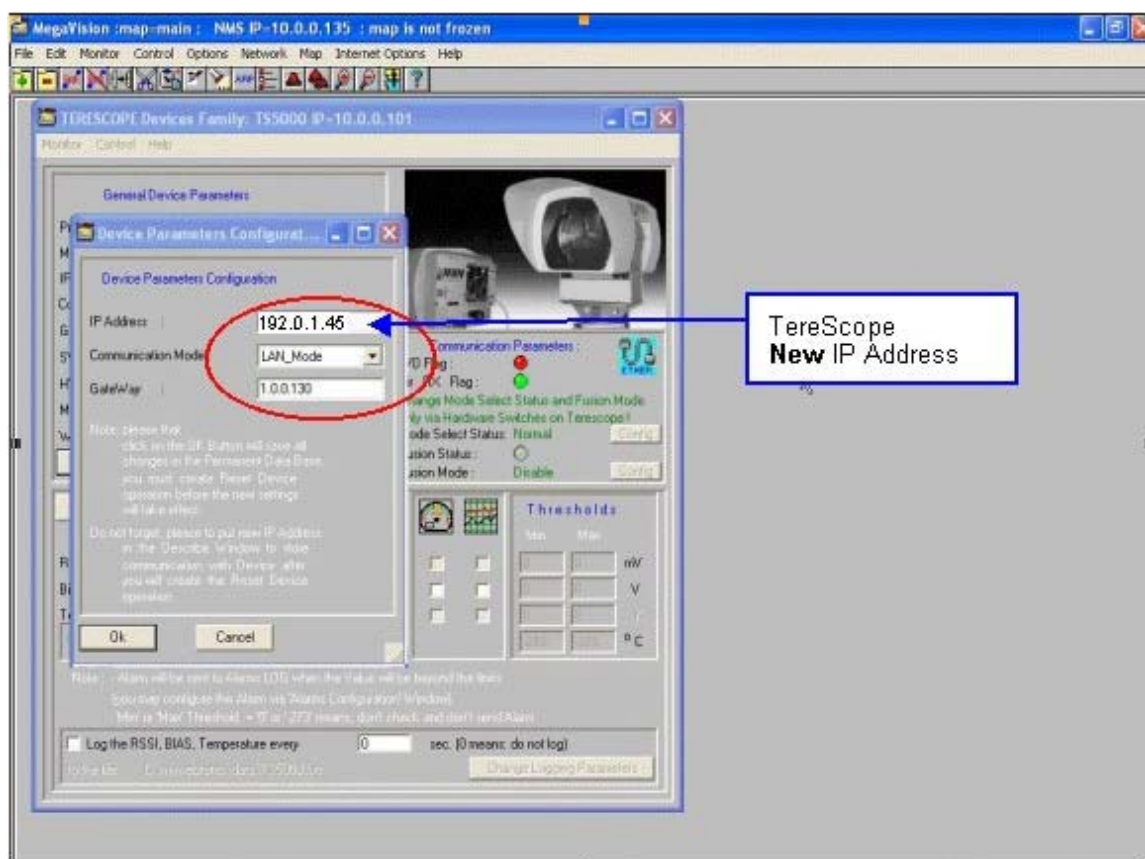 MegaVision :map-main : NMS IP-10.0.0.135 : map is not frozen
File Edit Monitor Control Options Network Map Internet Options Help
TERESCOPE Devices Family: TS5000 IP-10.0.0.101
Monitor Control Help
General Device Parameters
Device Parameters Configurat...
Device Parameters Configuration
IP Address : 192.0.1.45
Communication Mode LAN_Mode
GateWay : 1.0.0.130
Note: please that
click on the OK Button will save all
changes in the Permanent Data Base.
you must create Reset Device
operation before the new settings
will take effect.
Do not forget, please to put new IP Address
in the Describe Window to store
communication with Device after
you will create the Reset Device
operation.
Ok Cancel
TereScope
New IP Address
Communication Parameters :
ETHER
Flag :
RX Flag :
Change Mode Select Status and Fusion Mode
only via Hardware Switches on Terescope !
Mode Select Status: Normal Config
Fusion Status :
Fusion Mode : Disable Config
Thresholds
Min Max
mV
V
°C
Note : - Alarm will be sent to Alarms LOG when the Value will be beyond the limits
(you may configure the Alarm via 'Alarms Configuration' Window).
'Min' or 'Max' Threshold = '0' or '-273' means, don't check and don't send Alarm
Log the RSSI, BIAS, Temperature every 0 sec. (0 means: do not log)
Change Logging Parameters